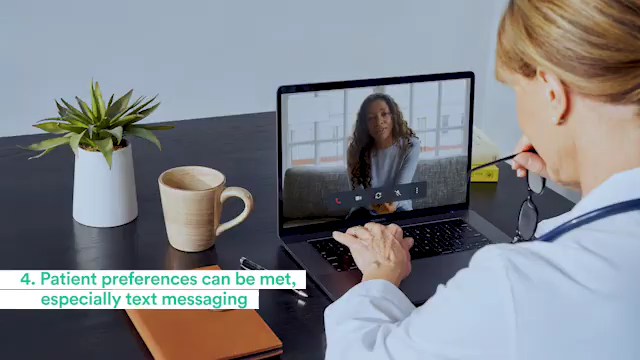 4. Patient preferences can be met,
especially text messaging